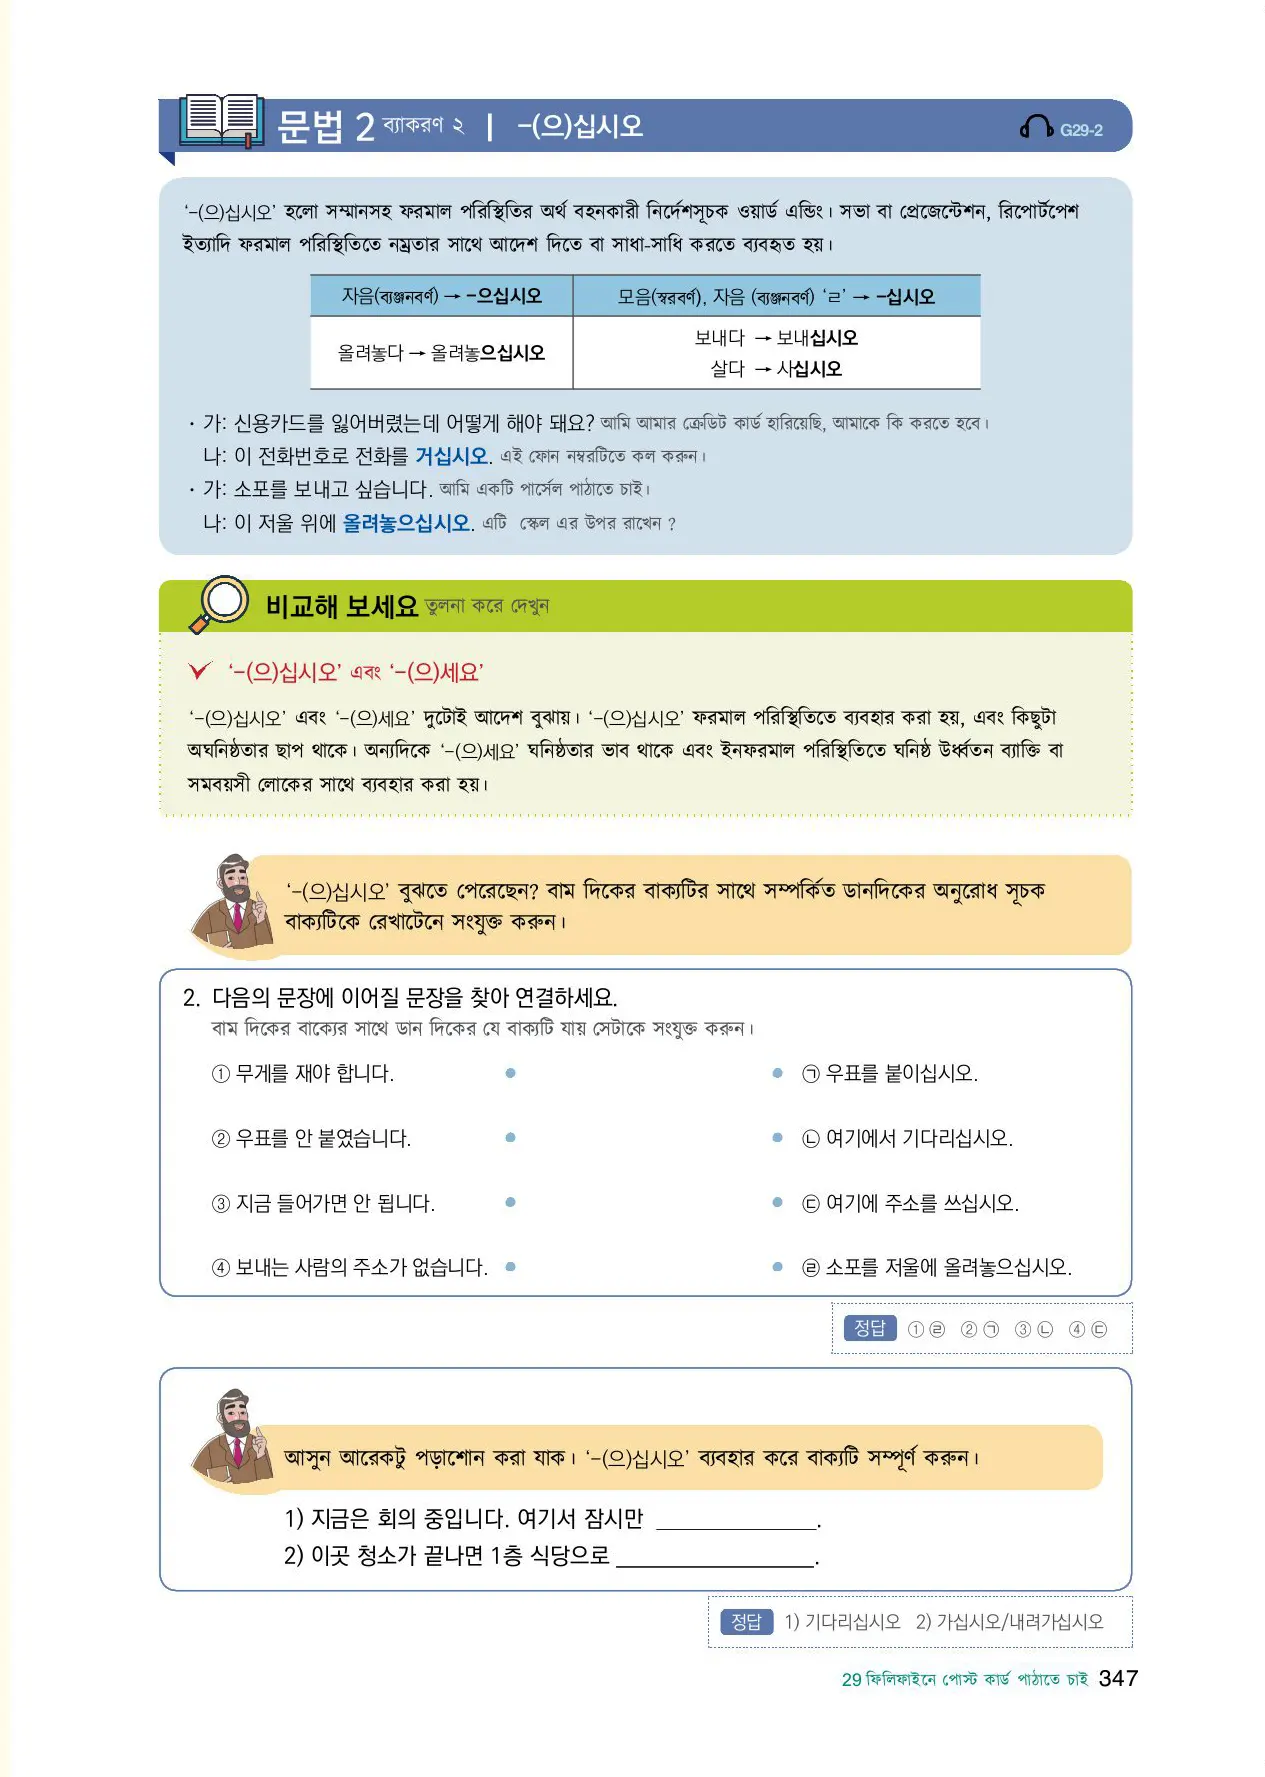 문법 2 ব্যাকরণ ২ | -(으)십시오 G29-2
‘-(으)십시오’ হলো সম্মানসহ ফরমাল পরিস্থিতির অর্থ বহনকারী নির্দেশসূচক ওয়ার্ড এন্ডিং। সভা বা প্রেজেন্টেশন, রিপোর্টপেশ
ইত্যাদি ফরমাল পরিস্থিতিতে নম্রতার সাথে আদেশ দিতে বা সাধা-সাধি করতে ব্যবহৃত হয়।
자음(ব্যঞ্জনবর্ণ) → -으십시오 모음(স্বরবর্ণ), 자음 (ব্যঞ্জনবর্ণ) ‘ㄹ’ → -십시오
올려놓다 → 올려놓으십시오
보내다 → 보내십시오
살다 → 사십시오
· 가: 신용카드를 잃어버렸는데 어떻게 해야 돼요? আমি আমার ক্রেডিট কার্ড হারিয়েছি, আমাকে কি করতে হবে।
나: 이 전화번호로 전화를 거십시오. এই ফোন নম্বরটিতে কল করুন।
· 가: 소포를 보내고 싶습니다. আমি একটি পার্সেল পাঠাতে চাই।
나: 이 저울 위에 올려놓으십시오. এটি স্কেল এর উপর রাখেন ?
비교해 보세요 তুলনা করে দেখুন
‘-(으)십시오’ এবং ‘-(으)세요’
‘-(으)십시오’ এবং ‘-(으)세요’ দুটোই আদেশ বুঝায়। ‘-(으)십시오’ ফরমাল পরিস্থিতিতে ব্যবহার করা হয়, এবং কিছুটা
অঘনিষ্ঠতার ছাপ থাকে। অন্যদিকে ‘-(으)세요’ ঘনিষ্ঠতার ভাব থাকে এবং ইনফরমাল পরিস্থিতিতে ঘনিষ্ঠ উর্ধ্বতন ব্যাক্তি বা
সমবয়সী লোকের সাথে ব্যবহার করা হয়।
‘-(으)십시오’ বুঝতে পেরেছেন? বাম দিকের বাক্যটির সাথে সম্পর্কিত ডানদিকের অনুরোধ সূচক
বাক্যটিকে রেখাটেনে সংযুক্ত করুন।
2. 다음의 문장에 이어질 문장을 찾아 연결하세요.
বাম দিকের বাক্যের সাথে ডান দিকের যে বাক্যটি যায় সেটাকে সংযুক্ত করুন।
① 무게를 재야 합니다. • • ㉠ 우표를 붙이십시오.
② 우표를 안 붙였습니다. • • ㉡ 여기에서 기다리십시오.
③ 지금 들어가면 안 됩니다. • • ㉢ 여기에 주소를 쓰십시오.
④ 보내는 사람의 주소가 없습니다. • • ㉣ 소포를 저울에 올려놓으십시오.
정답 ① ㉣ ② ㉠ ③ ㉡ ④ ㉢
আসুন আরেকটু পড়াশোন করা যাক। ‘-(으)십시오’ ব্যবহার করে বাক্যটি সম্পূর্ণ করুন।
1) 지금은 회의 중입니다. 여기서 잠시만 ______________.
2) 이곳 청소가 끝나면 1층 식당으로 _________________.
정답 1) 기다리십시오 2) 가십시오/내려가십시오
29 ফিলিফাইনে পোস্ট কার্ড পাঠাতে চাই 347